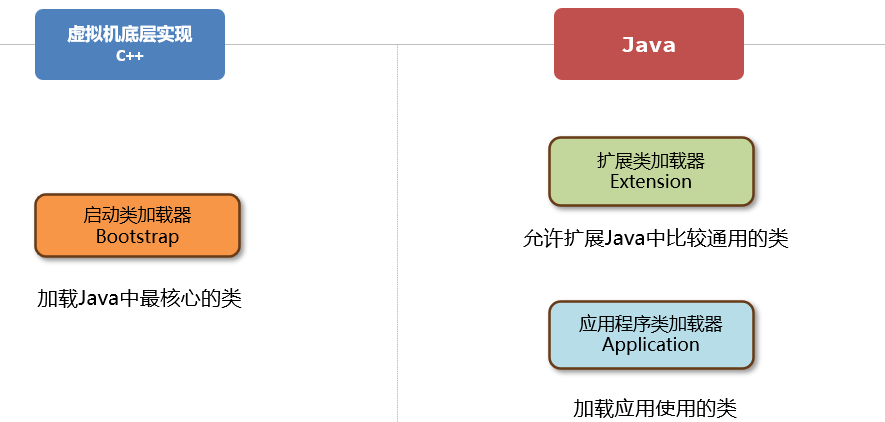 虚拟机底层实现
C++
Java
启动类加载器
Bootstrap
加载Java中最核心的类
扩展类加载器
Extension
允许扩展Java中比较通用的类
应用程序类加载器
Application
加载应用使用的类